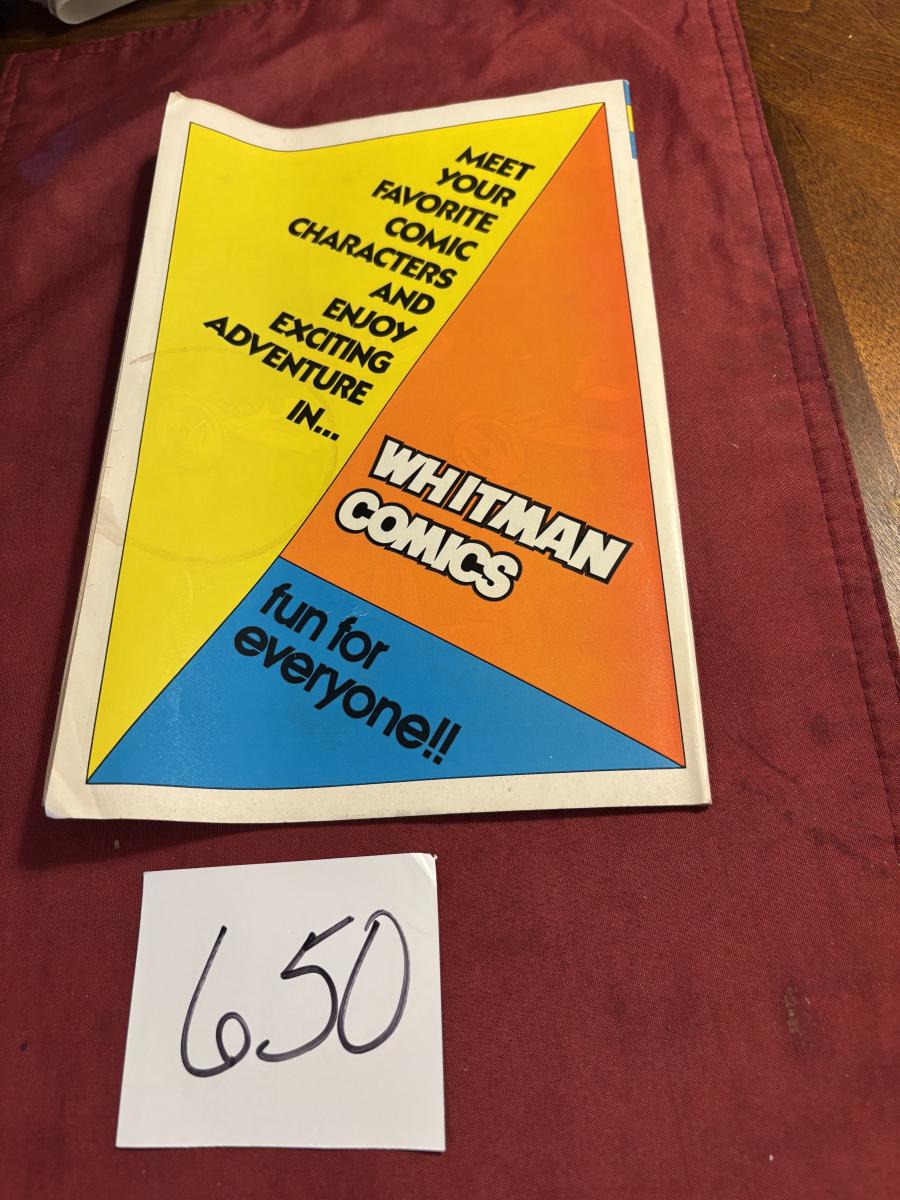 MEET
YOUR
FAVORITE
COMIC
CHARACTERS
AND
ENJOY
EXCITING
ADVENTURE
IN...
WHITMAN
COMICS
fun for
everyone!!
650